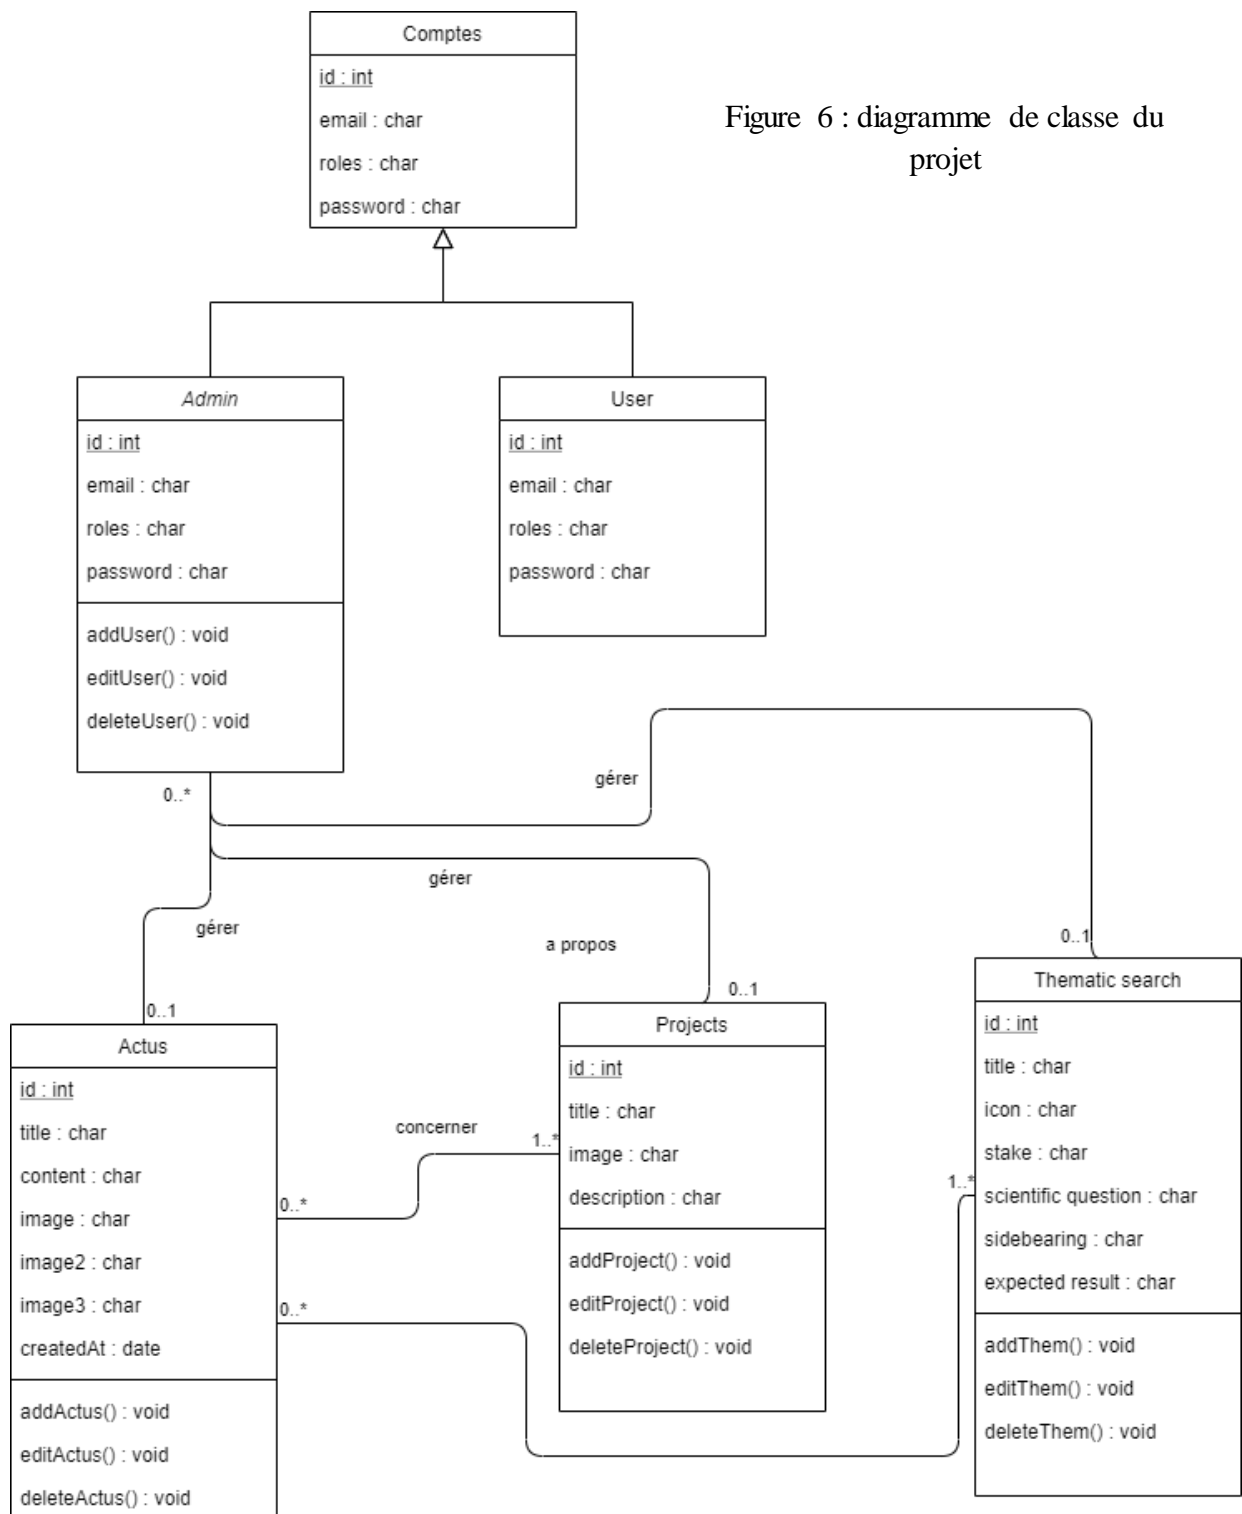 Comptes
id : int
email : char
roles : char
password : char
Figure 6 : diagramme de classe du
projet
Admin
id : int
email : char
roles : char
password : char
addUser() : void
editUser() : void
deleteUser() : void
User
id : int
email : char
roles : char
password : char
0..*
gérer
gérer
gérer
a propos
0..1
0..1
0..1
Actus
id : int
title : char
content : char
image : char
image2 : char
image3 : char
createdAt : date
addActus() : void
editActus() : void
deleteActus() : void
concerner
0..*
1..*
0..*
1..*
Projects
id : int
title : char
image : char
description : char
addProject() : void
editProject() : void
deleteProject() : void
Thematic search
id : int
title : char
icon : char
stake : char
scientific question : char
sidebearing : char
expected result : char
addThem() : void
editThem() : void
deleteThem() : void